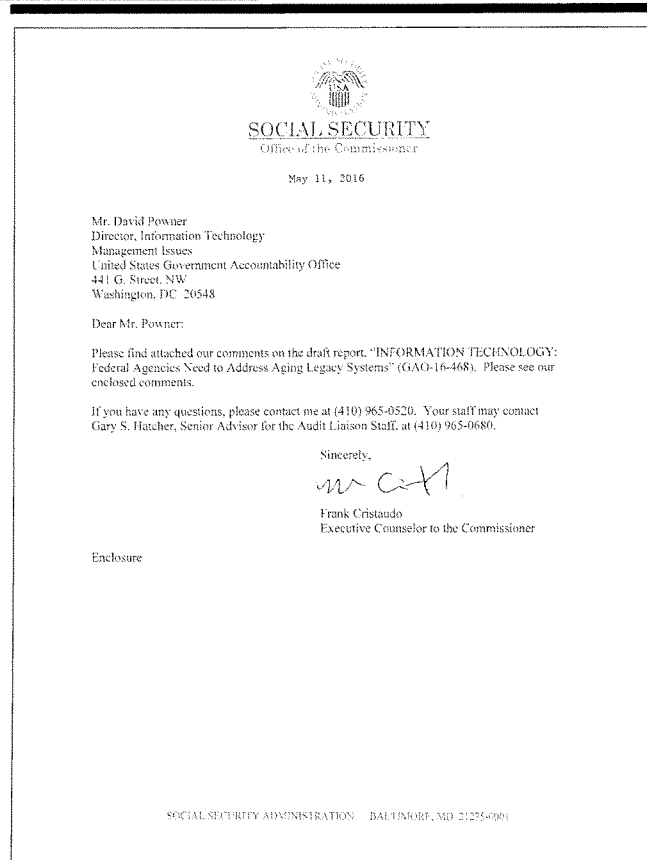 USA
SOCIAL SECURITY
Office of the Commissioner
May 11, 2016
Mr. David Powner
Director, Information Technology
Management Issues
United States Government Accountability Office
441 G. Street, NW
Washington, DC 20548
Dear Mr. Powner:
Please find attached our comments on the draft report, “INFORMATION TECHNOLOGY:
Federal Agencies Need to Address Aging Legacy Systems” (GAO-16-468). Please see our
enclosed comments.
If you have any questions, please contact me at (410) 965-0520. Your staff may contact
Gary S. Hatcher, Senior Advisor for the Audit Liaison Staff, at (410) 965-0680.
Sincerely,
Frank Cristaudo
Executive Counselor to the Commissioner
Enclosure
SOCIAL SECURITY ADMINISTRATION BALTIMORE, MD 21235-0001